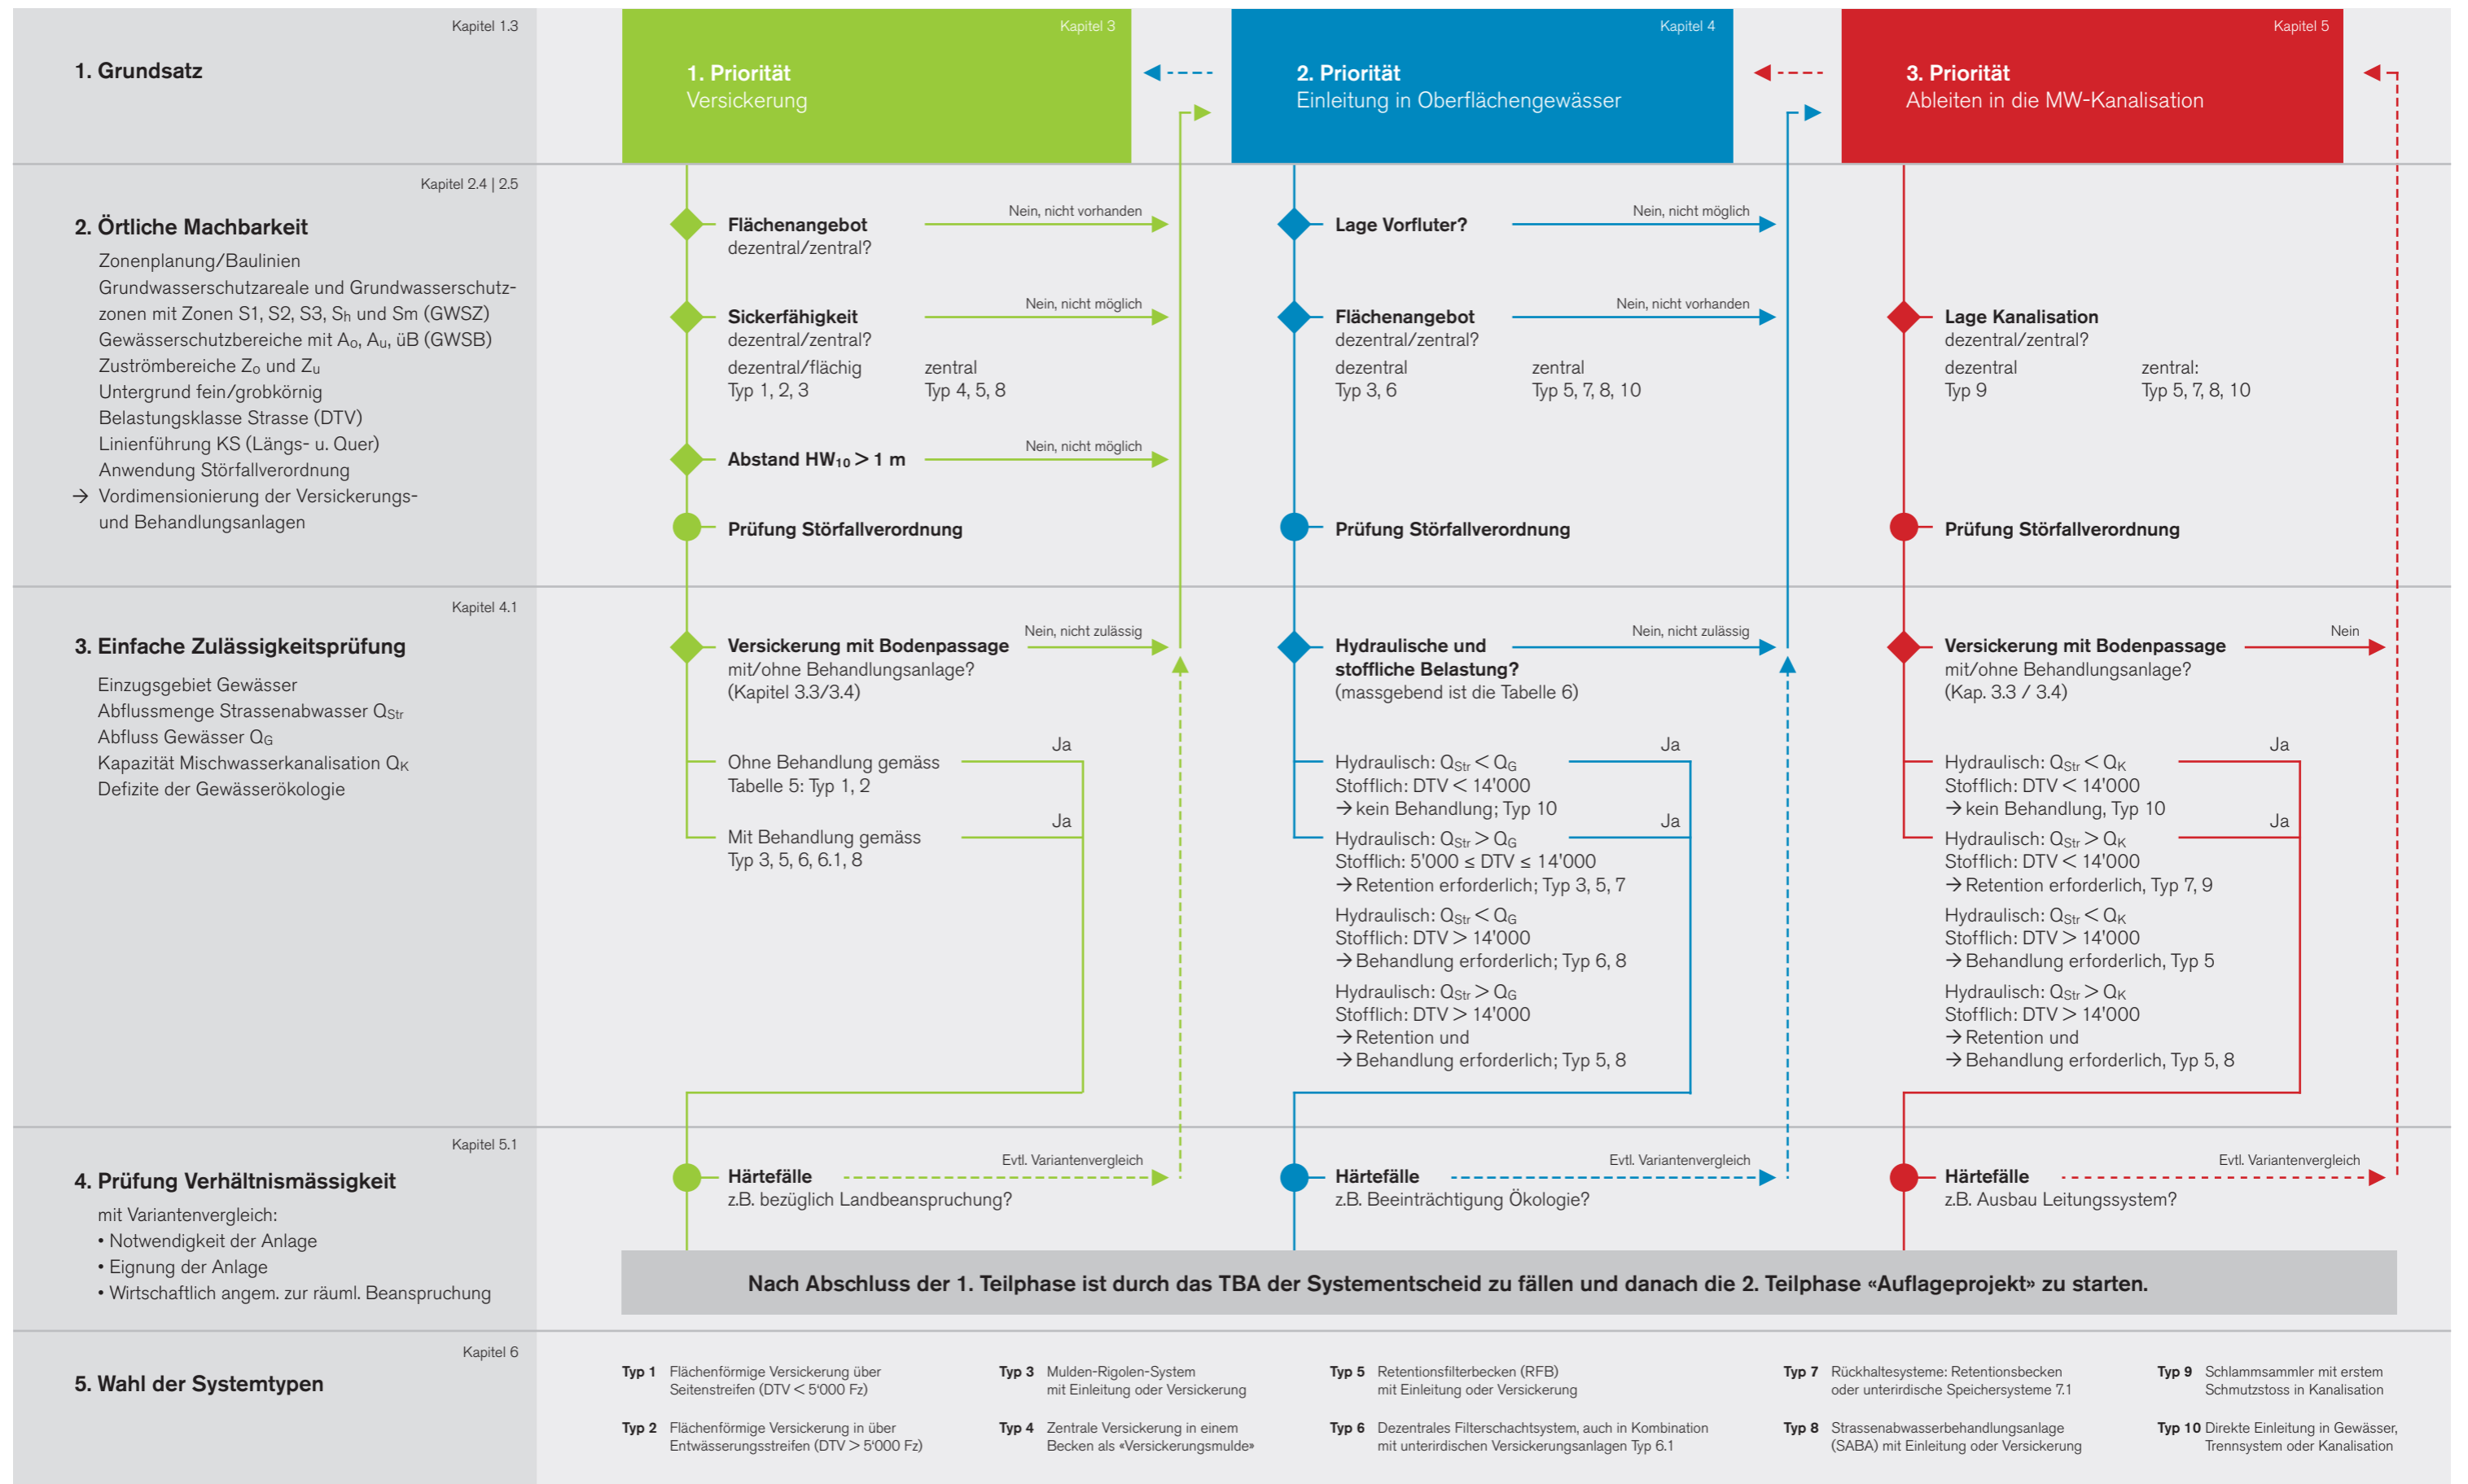 Kapitel 1.3
1. Grundsatz
Kapitel 3
1. Priorität
Versickerung
Kapitel 4
2. Priorität
Einleitung in Oberflächengewässer
Kapitel 5
3. Priorität
Ableiten in die MW-Kanalisation
Kapitel 2.4 | 2.5
2. Örtliche Machbarkeit
Zonenplanung/Baulinien
Grundwasserschutzareale und Grundwasserschutz-
zonen mit Zonen S1, S2, S3, Sh und Sm (GWSZ)
Gewässerschutzbereiche mit Ao, Au, üB (GWSB)
Zuströmbereiche Zo und Zu
Untergrund fein/grobkörnig
Belastungsklasse Strasse (DTV)
Linienführung KS (Längs- u. Quer)
Anwendung Störfallverordnung
→ Vordimensionierung der Versickerungs-
und Behandlungsanlagen
Flächenangebot
dezentral/zentral?
Nein, nicht vorhanden
Sickerfähigkeit
dezentral/zentral?
Nein, nicht möglich
dezentral/flächig
Typ 1, 2, 3
zentral
Typ 4, 5, 8
Abstand HW10 > 1 m
Nein, nicht möglich
Prüfung Störfallverordnung
Lage Vorfluter?
Nein, nicht möglich
Flächenangebot
dezentral/zentral?
Nein, nicht vorhanden
dezentral
Typ 3, 6
zentral
Typ 5, 7, 8, 10
Prüfung Störfallverordnung
Lage Kanalisation
dezentral/zentral?
dezentral
Typ 9
zentral:
Typ 5, 7, 8, 10
Prüfung Störfallverordnung
Kapitel 4.1
3. Einfache Zulässigkeitsprüfung
Einzugsgebiet Gewässer
Abflussmenge Strassenabwasser QStr
Abfluss Gewässer QG
Kapazität Mischwasserkanalisation QK
Defizite der Gewässerökologie
Versickerung mit Bodenpassage
mit/ohne Behandlungsanlage?
(Kapitel 3.3/3.4)
Nein, nicht zulässig
Ohne Behandlung gemäss
Tabelle 5: Typ 1, 2
Ja
Mit Behandlung gemäss
Typ 3, 5, 6, 6.1, 8
Ja
Hydraulische und
stoffliche Belastung?
(massgebend ist die Tabelle 6)
Nein, nicht zulässig
Hydraulisch: QStr < QG
Stofflich: DTV < 14'000
→ kein Behandlung; Typ 10
Ja
Hydraulisch: QStr > QG
Stofflich: 5'000 ≤ DTV ≤ 14'000
→ Retention erforderlich; Typ 3, 5, 7
Ja
Hydraulisch: QStr < QG
Stofflich: DTV > 14'000
→ Behandlung erforderlich; Typ 6, 8
Hydraulisch: QStr > QG
Stofflich: DTV > 14'000
→ Retention und
→ Behandlung erforderlich; Typ 5, 8
Versickerung mit Bodenpassage
mit/ohne Behandlungsanlage?
(Kap. 3.3 / 3.4)
Nein
Hydraulisch: QStr < QK
Stofflich: DTV < 14'000
→ kein Behandlung, Typ 10
Ja
Hydraulisch: QStr > QK
Stofflich: DTV < 14'000
→ Retention erforderlich, Typ 7, 9
Ja
Hydraulisch: QStr < QK
Stofflich: DTV > 14'000
→ Behandlung erforderlich, Typ 5
Hydraulisch: QStr > QK
Stofflich: DTV > 14'000
→ Retention und
→ Behandlung erforderlich, Typ 5, 8
Kapitel 5.1
4. Prüfung Verhältnismässigkeit
mit Variantenvergleich:
• Notwendigkeit der Anlage
• Eignung der Anlage
• Wirtschaftlich angem. zur räuml. Beanspruchung
Härtefälle
z.B. bezüglich Landbeanspruchung?
Evtl. Variantenvergleich
Härtefälle
z.B. Beeinträchtigung Ökologie?
Evtl. Variantenvergleich
Härtefälle
z.B. Ausbau Leitungssystem?
Evtl. Variantenvergleich
Nach Abschluss der 1. Teilphase ist durch das TBA der Systementscheid zu fällen und danach die 2. Teilphase «Auflageprojekt» zu starten.
Kapitel 6
5. Wahl der Systemtypen
Typ 1 Flächenförmige Versickerung über
Seitenstreifen (DTV < 5'000 Fz)
Typ 2 Flächenförmige Versickerung in über
Entwässerungsstreifen (DTV > 5'000 Fz)
Typ 3 Mulden-Rigolen-System
mit Einleitung oder Versickerung
Typ 4 Zentrale Versickerung in einem
Becken als «Versickerungsmulde»
Typ 5 Retentionsfilterbecken (RFB)
mit Einleitung oder Versickerung
Typ 6 Dezentrales Filterschachtsystem, auch in Kombination
mit unterirdischen Versickerungsanlagen Typ 6.1
Typ 7 Rückhaltesysteme: Retentionsbecken
oder unterirdische Speichersysteme 7.1
Typ 8 Strassenabwasserbehandlungsanlage
(SABA) mit Einleitung oder Versickerung
Typ 9 Schlammsammler mit erstem
Schmutzstoss in Kanalisation
Typ 10 Direkte Einleitung in Gewässer,
Trennsystem oder Kanalisation